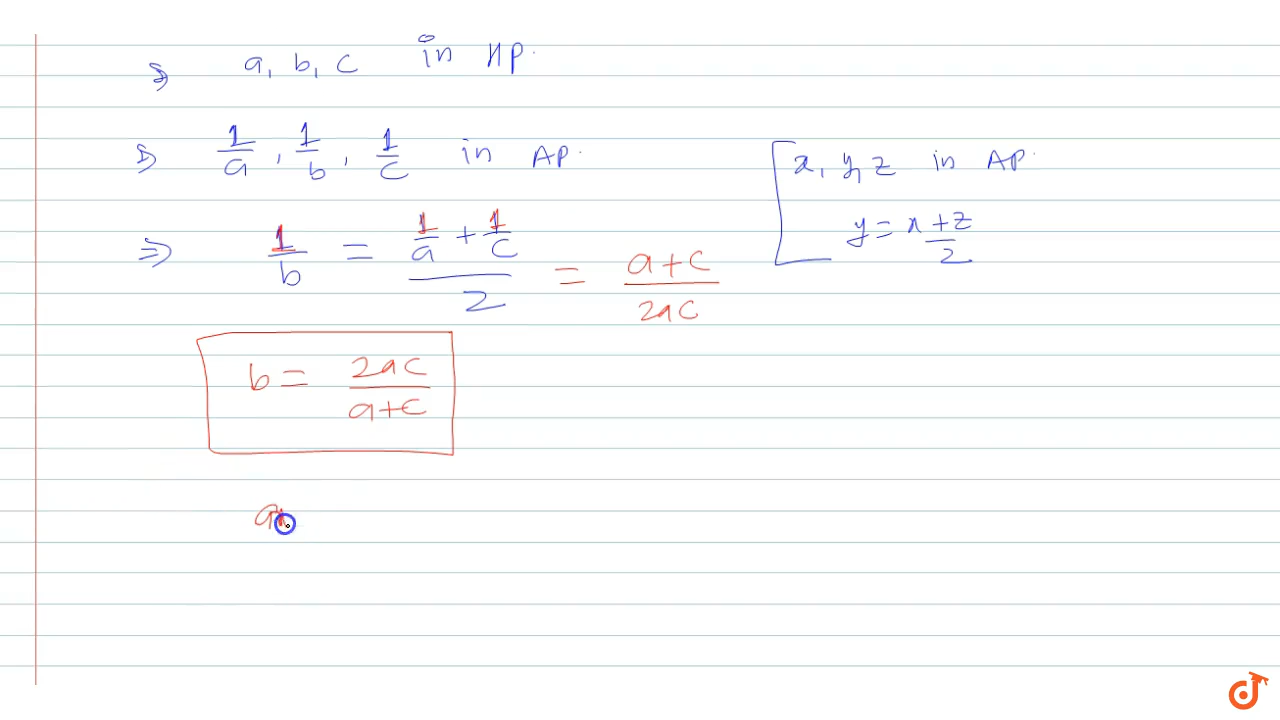 ⇒ a, b, c in HP.
⇒ 1/a, 1/b, 1/c in AP.
x, y, z in AP.
y = x+z/2
⇒ 1/b = (1/a + 1/c)/2 = a+c/2ac
b = 2ac/a+c